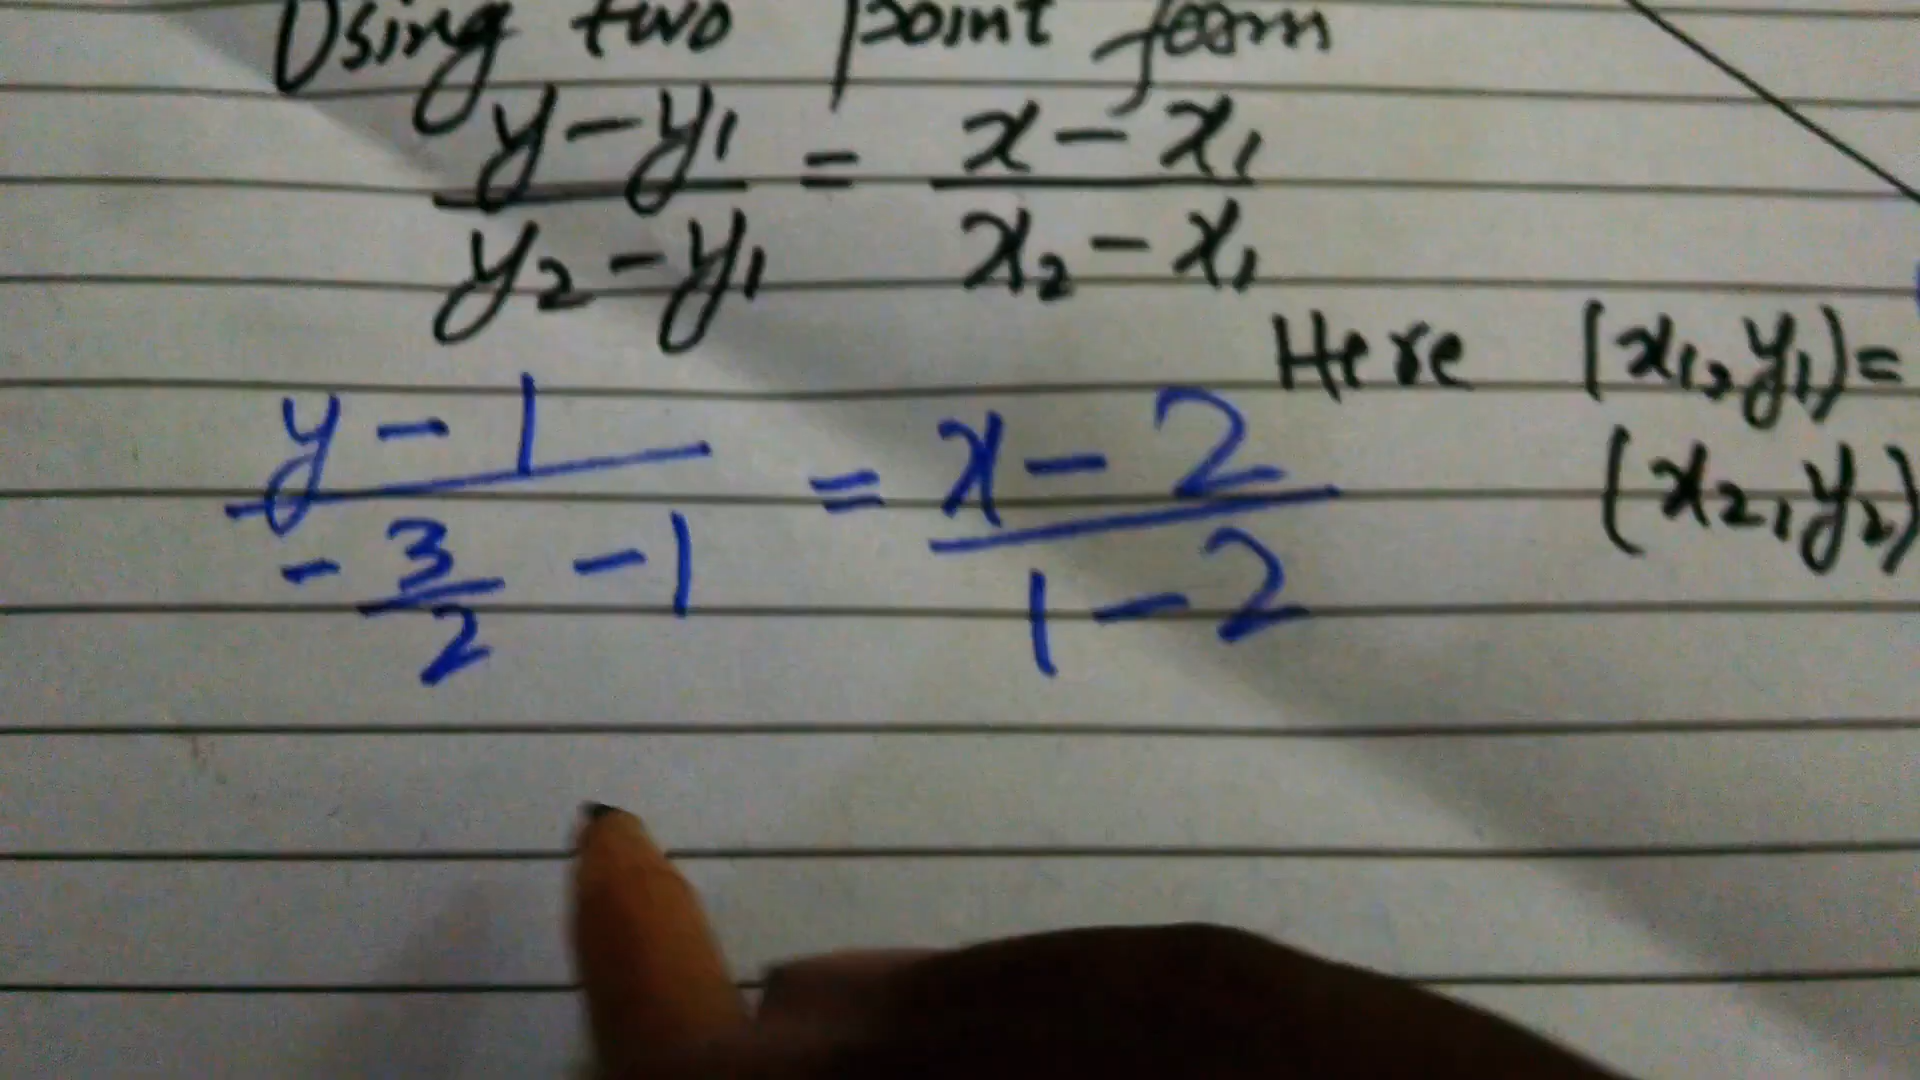 Using two point form
y - y₁ / y₂ - y₁ = x - x₁ / x₂ - x₁
Here (x₁, y₁) =
(x₂, y₂)
y - 1 / - 3/2 - 1 = x - 2 / 1 - 2